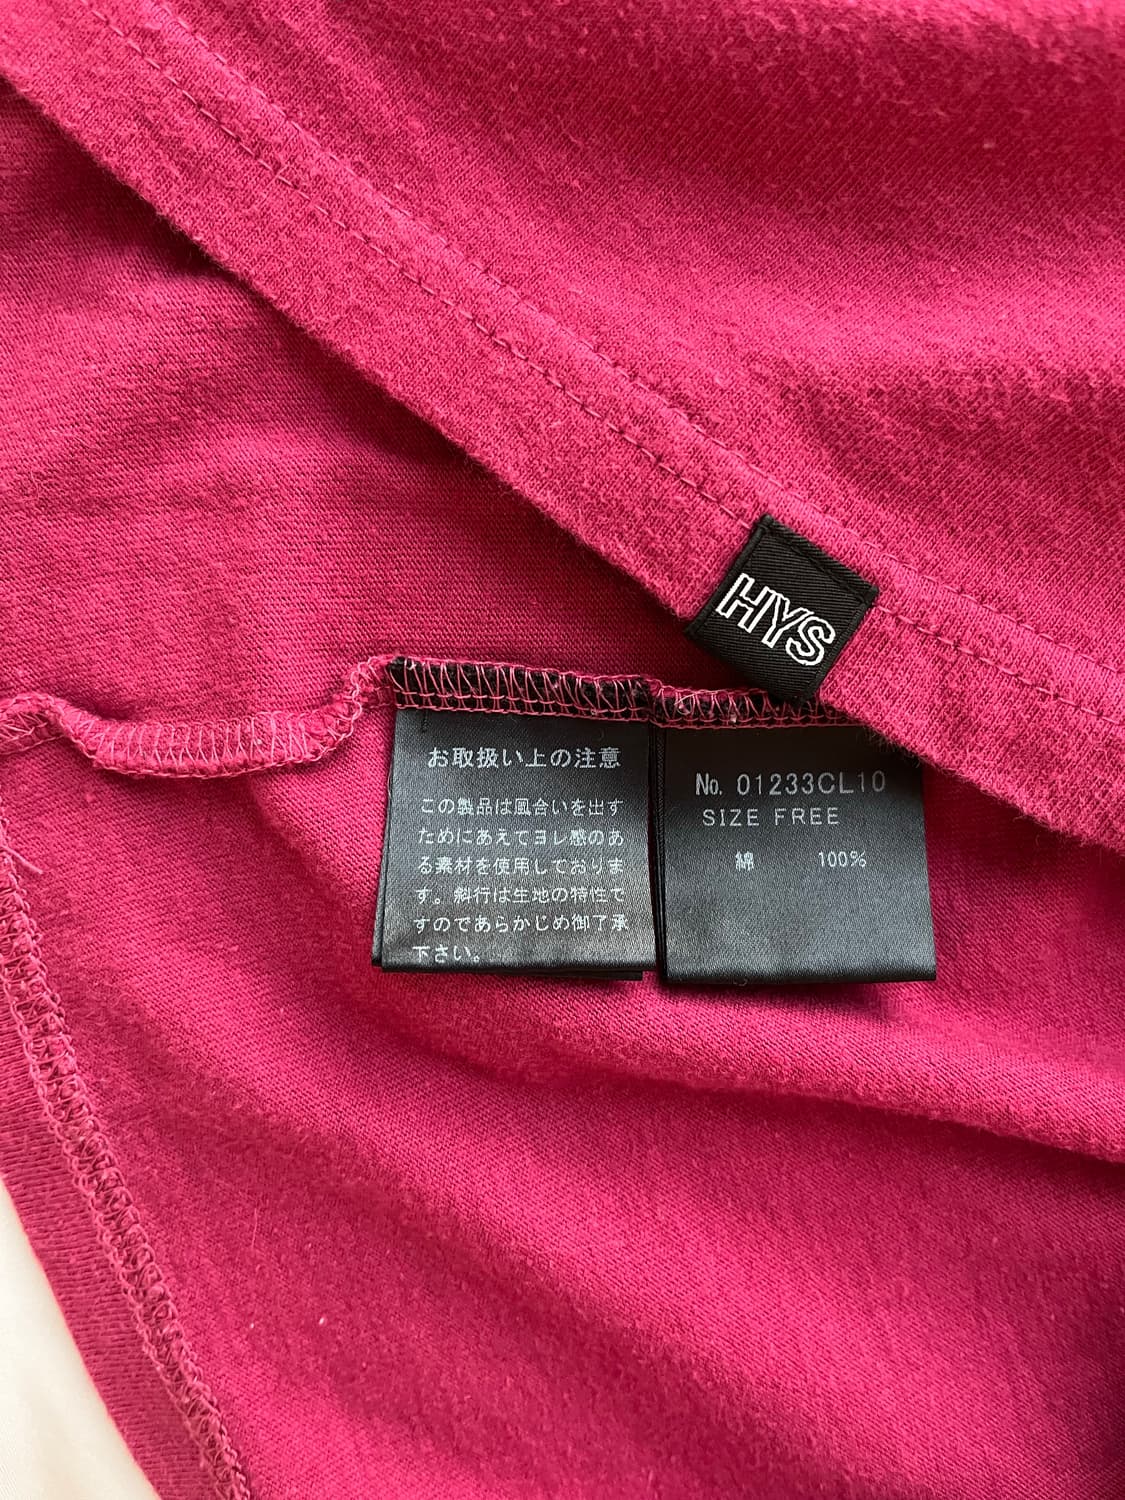 HYS
お取扱い上の注意
この製品は風合いを出す
ためにあえてヨレ感のあ
る素材を使用しておりま
す。斜行は生地の特性で
すのであらかじめ御了承
下さい。
No. 01233CL10
SIZE FREE
綿 100%